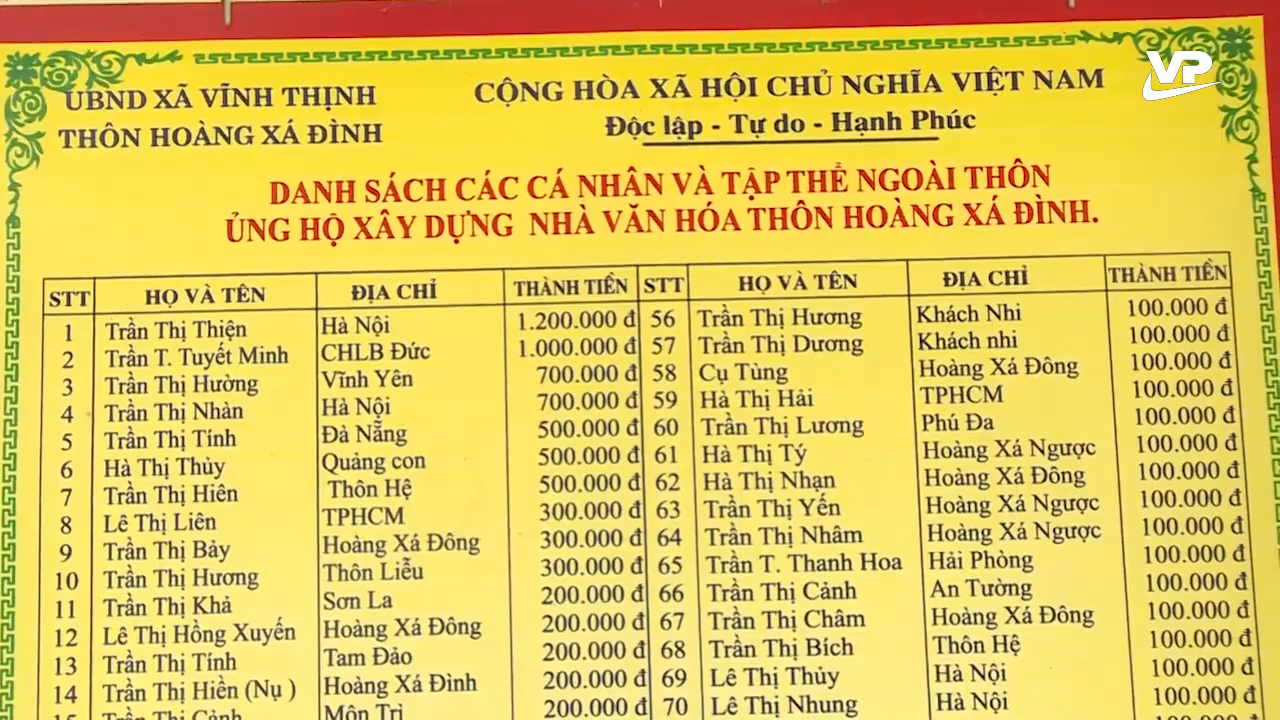 VP
UBND XÃ VĨNH THỊNH
THÔN HOÀNG XÁ ĐÌNH
CỘNG HÒA XÃ HỘI CHỦ NGHĨA VIỆT NAM
Độc lập - Tự do - Hạnh Phúc
DANH SÁCH CÁC CÁ NHÂN VÀ TẬP THỂ NGOÀI THÔN
ỦNG HỘ XÂY DỰNG NHÀ VĂN HÓA THÔN HOÀNG XÁ ĐÌNH.
STT HỌ VÀ TÊN ĐỊA CHỈ THÀNH TIỀN STT HỌ VÀ TÊN ĐỊA CHỈ THÀNH TIỀN
1 Trần Thị Thiện Hà Nội 1.200.000 đ 56 Trần Thị Hương Khách Nhi 100.000 đ
2 Trần T. Tuyết Minh CHLB Đức 1.000.000 đ 57 Trần Thị Dương Khách nhi 100.000 đ
3 Trần Thị Hường Vĩnh Yên 700.000 đ 58 Cụ Tùng Hoàng Xá Đông 100.000 đ
4 Trần Thị Nhàn Hà Nội 700.000 đ 59 Hà Thị Hải TPHCM 100.000 đ
5 Trần Thị Tính Đà Nẵng 500.000 đ 60 Trần Thị Lương Phú Đa 100.000 đ
6 Hà Thị Thủy Quảng con 500.000 đ 61 Hà Thị Tý Hoàng Xá Ngược 100.000 đ
7 Trần Thị Hiên Thôn Hệ 500.000 đ 62 Hà Thị Nhạn Hoàng Xá Đông 100.000 đ
8 Lê Thị Liên TPHCM 300.000 đ 63 Trần Thị Yến Hoàng Xá Ngược 100.000 đ
9 Trần Thị Bảy Hoàng Xá Đông 300.000 đ 64 Trần Thị Nhâm Hoàng Xá Ngược 100.000 đ
10 Trần Thị Hương Thôn Liễu 300.000 đ 65 Trần T. Thanh Hoa Hải Phòng 100.000 đ
11 Trần Thị Khả Sơn La 200.000 đ 66 Trần Thị Cảnh An Tường 100.000 đ
12 Lê Thị Hồng Xuyến Hoàng Xá Đông 200.000 đ 67 Trần Thị Châm Hoàng Xá Đông 100.000 đ
13 Trần Thị Tính Tam Đảo 200.000 đ 68 Trần Thị Bích Thôn Hệ 100.000 đ
14 Trần Thị Hiền (Nụ ) Hoàng Xá Đình 200.000 đ 69 Lê Thị Thủy Hà Nội 100.000 đ
15 Trần Thị Cảnh Môn Trì 200.000 đ 70 Lê Thị Nhung Hà Nội 100.000 đ